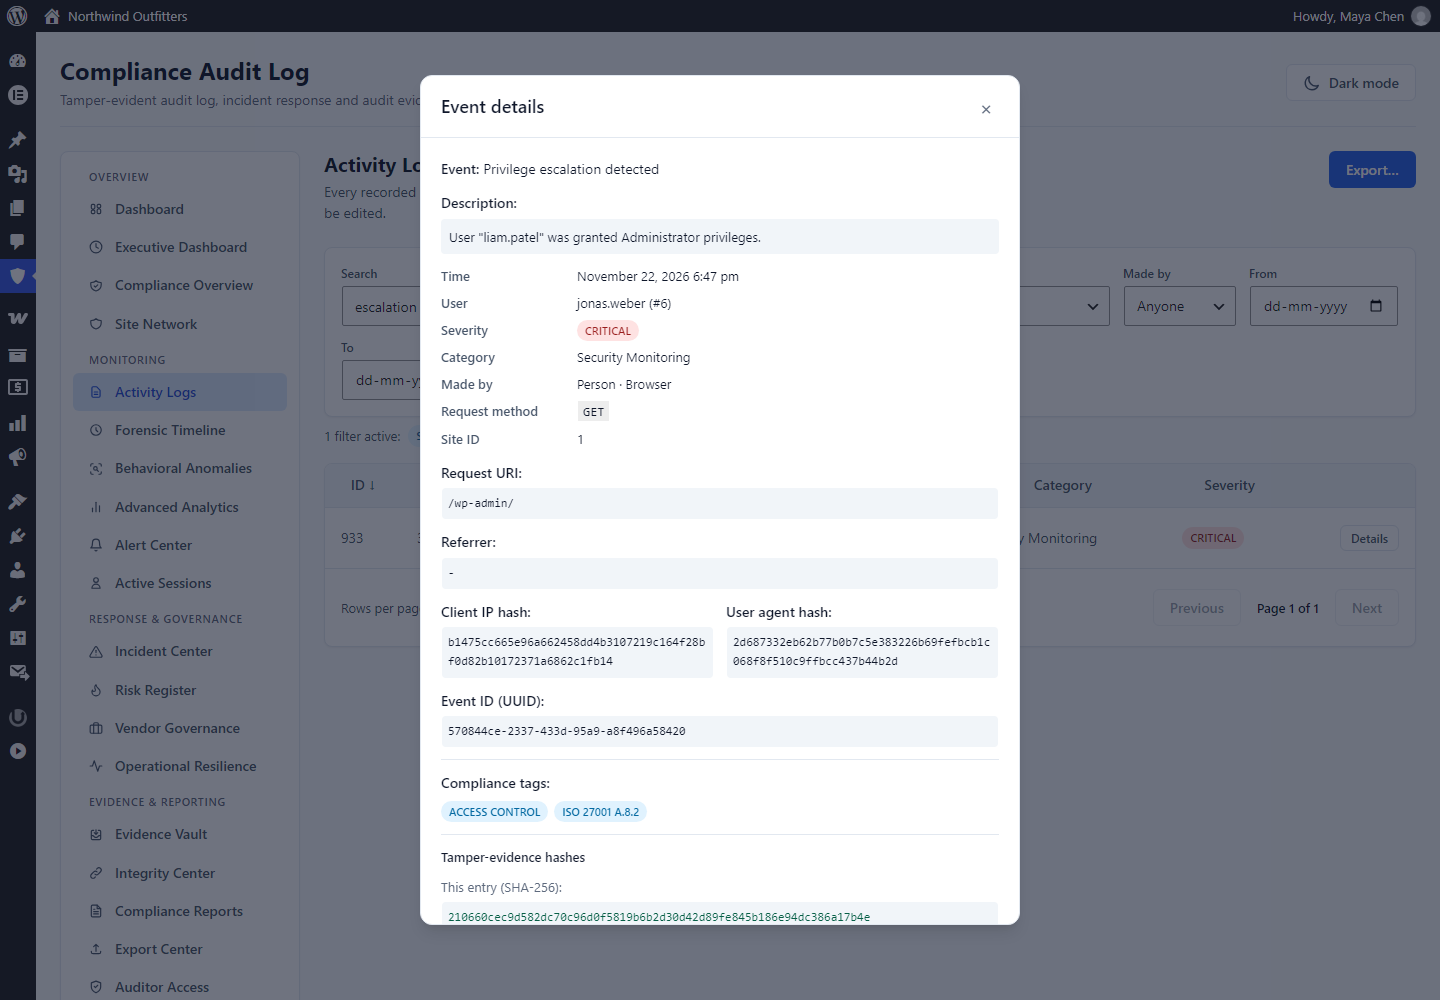 Northwind Outfitters
Howdy, Maya Chen
Compliance Audit Log
Tamper-evident audit log, incident response and audit
Dark mode
OVERVIEW
Dashboard
Executive Dashboard
Compliance Overview
Site Network
MONITORING
Activity Logs
Forensic Timeline
Behavioral Anomalies
Advanced Analytics
Alert Center
Active Sessions
RESPONSE & GOVERNANCE
Incident Center
Risk Register
Vendor Governance
Operational Resilience
EVIDENCE & REPORTING
Evidence Vault
Integrity Center
Compliance Reports
Export Center
Auditor Access
Activity
Every recorded
be edited.
Export...
Search
escalation
Made by
Anyone
From
dd-mm-yyyy
To
dd-mm-y
1 filter active:
ID ↓
Category
Severity
933
Monitoring
CRITICAL
Details
Rows per
Previous
Page 1 of 1
Next
Event details
×
Event: Privilege escalation detected
Description:
User "liam.patel" was granted Administrator privileges.
Time November 22, 2026 6:47 pm
User jonas.weber (#6)
Severity CRITICAL
Category Security Monitoring
Made by Person · Browser
Request method GET
Site ID 1
Request URI:
/wp-admin/
Referrer:
-
Client IP hash:
b1475cc665e96a662458dd4b3107219c164f28b
f0d82b10172371a6862c1fb14
User agent hash:
2d687332eb62b77b0b7c5e383226b69fefbcb1c
068f8f510c9ffbcc437b44b2d
Event ID (UUID):
570844ce-2337-433d-95a9-a8f496a58420
Compliance tags:
ACCESS CONTROL
ISO 27001 A.8.2
Tamper-evidence hashes
This entry (SHA-256):
210660cec9d582dc70c96d0f5819b6b2d30d42d89fe845b186e94dc386a17b4e